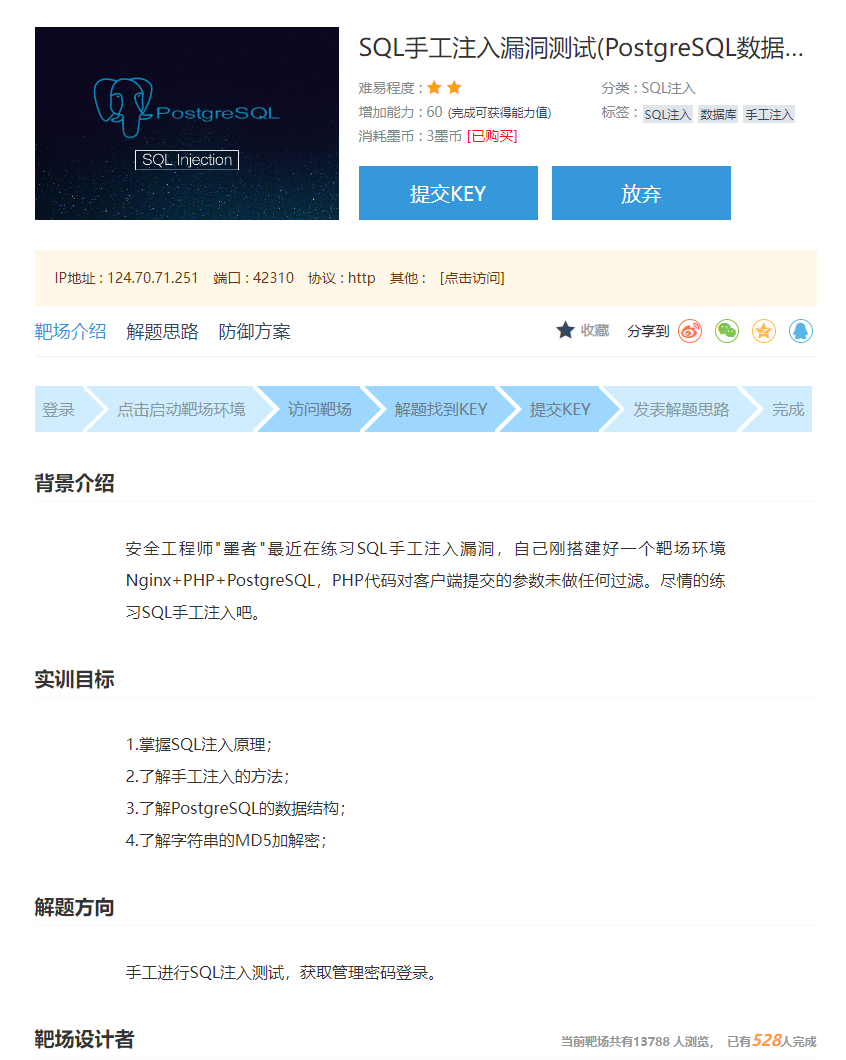 PostgreSQL
SQL Injection
SQL手工注入漏洞测试(PostgreSQL数据...
难易程度 :
分类 : SQL注入
增加能力 : 60 (完成可获得能力值)
标签 : SQL注入 数据库 手工注入
消耗墨币 : 3墨币 [已购买]
提交KEY
放弃
IP地址 : 124.70.71.251 端口 : 42310 协议 : http 其他 : [点击访问]
靶场介绍 解题思路 防御方案
收藏 分享到
登录 点击启动靶场环境 访问靶场 解题找到KEY 提交KEY 发表解题思路 完成
背景介绍
安全工程师"墨者"最近在练习SQL手工注入漏洞，自己刚搭建好一个靶场环境
Nginx+PHP+PostgreSQL，PHP代码对客户端提交的参数未做任何过滤。尽情的练
习SQL手工注入吧。
实训目标
1.掌握SQL注入原理；
2.了解手工注入的方法；
3.了解PostgreSQL的数据结构；
4.了解字符串的MD5加解密；
解题方向
手工进行SQL注入测试，获取管理密码登录。
靶场设计者
当前靶场共有13788 人浏览， 已有528人完成